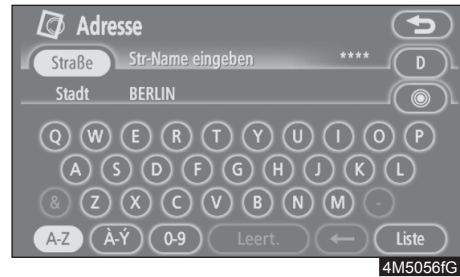 Adresse
Straße Str-Name eingeben **** D
Stadt BERLIN
Q W E R T Y U I O P
A S D F G H J K L
& Z X C V B N M -
A-Z À-Ý 0-9 Leert. ← Liste
4M5056fG